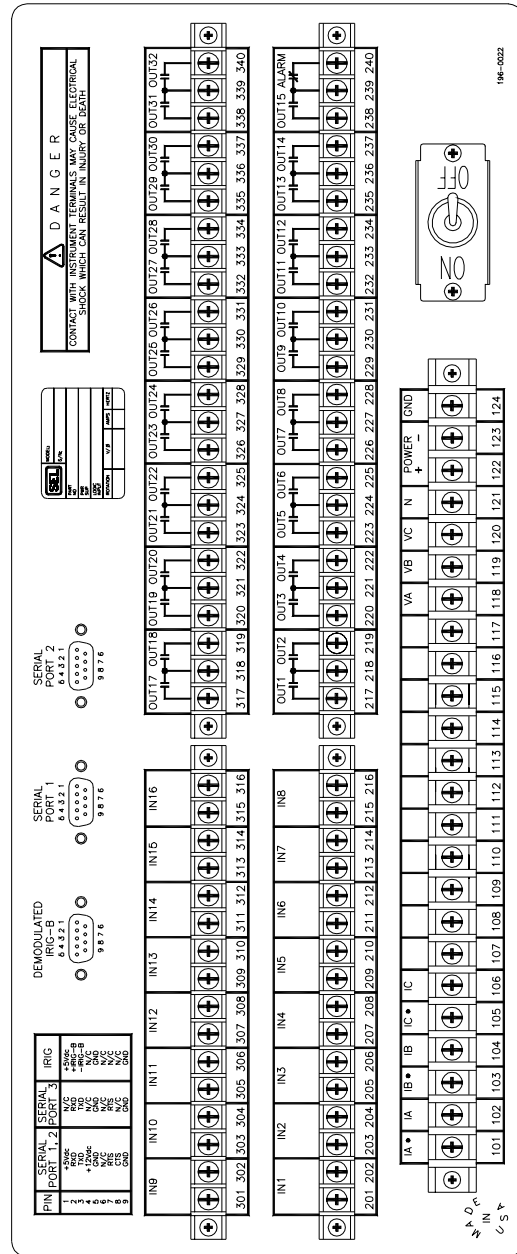 PIN SERIAL PORT 1, 2 SERIAL PORT 3 IRIG
1 +5Vdc N/C +5Vdc
2 RXD RXD +IRIG-B
3 TXD TXD -IRIG-B
4 +12Vdc N/C N/C
5 GND GND GND
6 N/C N/C N/C
7 RTS RTS N/C
8 CTS N/C N/C
9 GND GND GND
DEMODULATED
IRIG-B
5 4 3 2 1
9 8 7 6
SERIAL
PORT 1
5 4 3 2 1
9 8 7 6
SERIAL
PORT 2
5 4 3 2 1
9 8 7 6
SEL MODEL:
S/N:
PART NO
PWR SUP
LOGIC INPUT
ROTATION V/Ø AMPS HERTZ
DANGER
CONTACT WITH INSTRUMENT TERMINALS MAY CAUSE ELECTRICAL
SHOCK WHICH CAN RESULT IN INJURY OR DEATH
IN9 IN10 IN11 IN12 IN13 IN14 IN15 IN16 OUT17 OUT18 OUT19 OUT20 OUT21 OUT22 OUT23 OUT24 OUT25 OUT26 OUT27 OUT28 OUT29 OUT30 OUT31 OUT32
301 302 303 304 305 306 307 308 309 310 311 312 313 314 315 316 317 318 319 320 321 322 323 324 325 326 327 328 329 330 331 332 333 334 335 336 337 338 339 340
IN1 IN2 IN3 IN4 IN5 IN6 IN7 IN8 OUT1 OUT2 OUT3 OUT4 OUT5 OUT6 OUT7 OUT8 OUT9 OUT10 OUT11 OUT12 OUT13 OUT14 OUT15 ALARM
201 202 203 204 205 206 207 208 209 210 211 212 213 214 215 216 217 218 219 220 221 222 223 224 225 226 227 228 229 230 231 232 233 234 235 236 237 238 239 240
IA• IA IB• IB IC• IC VA VB VC N POWER + - GND
101 102 103 104 105 106 107 108 109 110 111 112 113 114 115 116 117 118 119 120 121 122 123 124
ON OFF
MADE
IN
USA
196-0022